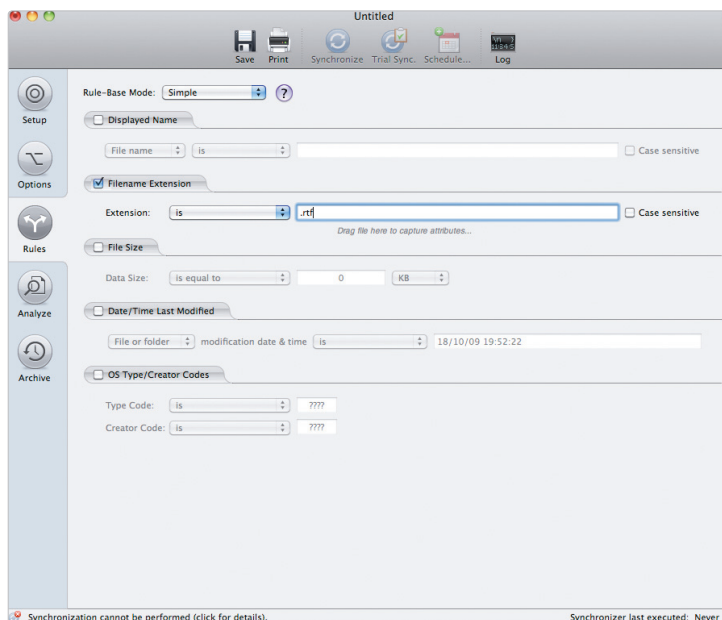 Untitled
Save Print Synchronize Trial Sync. Schedule... Log
Rule-Base Mode: Simple ?
Setup
Displayed Name
File name is Case sensitive
Options
Filename Extension
Extension: is .rtf Case sensitive
Drag file here to capture attributes...
Rules
File Size
Data Size: is equal to 0 KB
Analyze
Date/Time Last Modified
File or folder modification date & time is 18/10/09 19:52:22
Archive
OS Type/Creator Codes
Type Code: is ????
Creator Code: is ????
Synchronization cannot be performed (click for details). Synchronizer last executed: Never